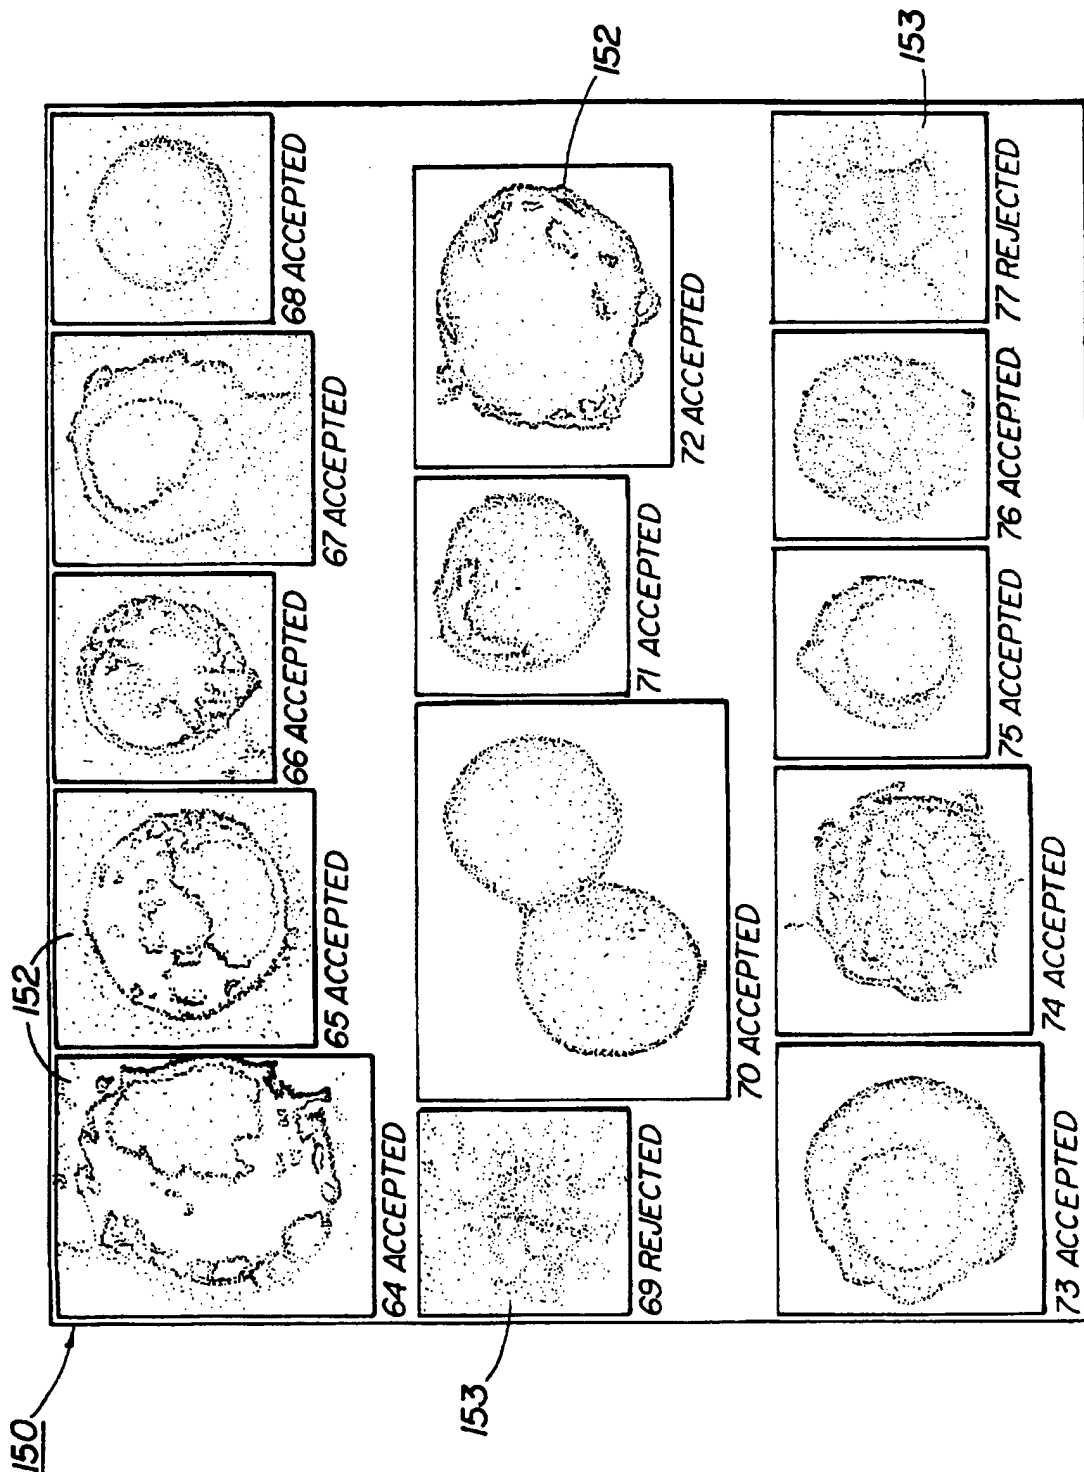 150
152
64 ACCEPTED
65 ACCEPTED
66 ACCEPTED
67 ACCEPTED
68 ACCEPTED
153
69 REJECTED
70 ACCEPTED
71 ACCEPTED
72 ACCEPTED
152
73 ACCEPTED
74 ACCEPTED
75 ACCEPTED
76 ACCEPTED
77 REJECTED
153